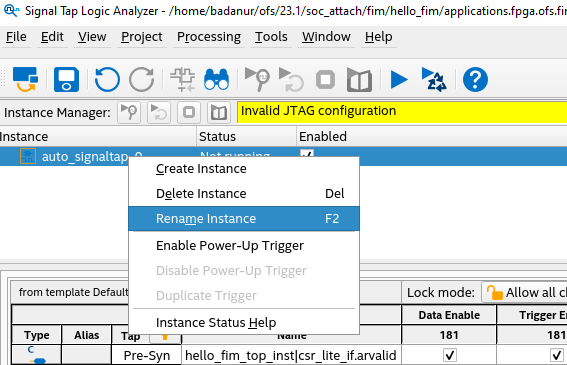 Signal Tap Logic Analyzer - /home/badanur/ofs/23.1/soc_attach/fim/hello_fim/applications.fpga.ofs.fi
File Edit View Project Processing Tools Window Help
Instance Manager: Invalid JTAG configuration
Instance Status Enabled
auto_signaltap_0 Not running
Create Instance
Delete Instance Del
Rename Instance F2
Enable Power-Up Trigger
Disable Power-Up Trigger
Duplicate Trigger
Instance Status Help
from template Default Lock mode: Allow all c
Data Enable Trigger E
Type Alias Tap Name 181 181
C
Pre-Syn hello_fim_top_inst|csr_lite_if.arvalid